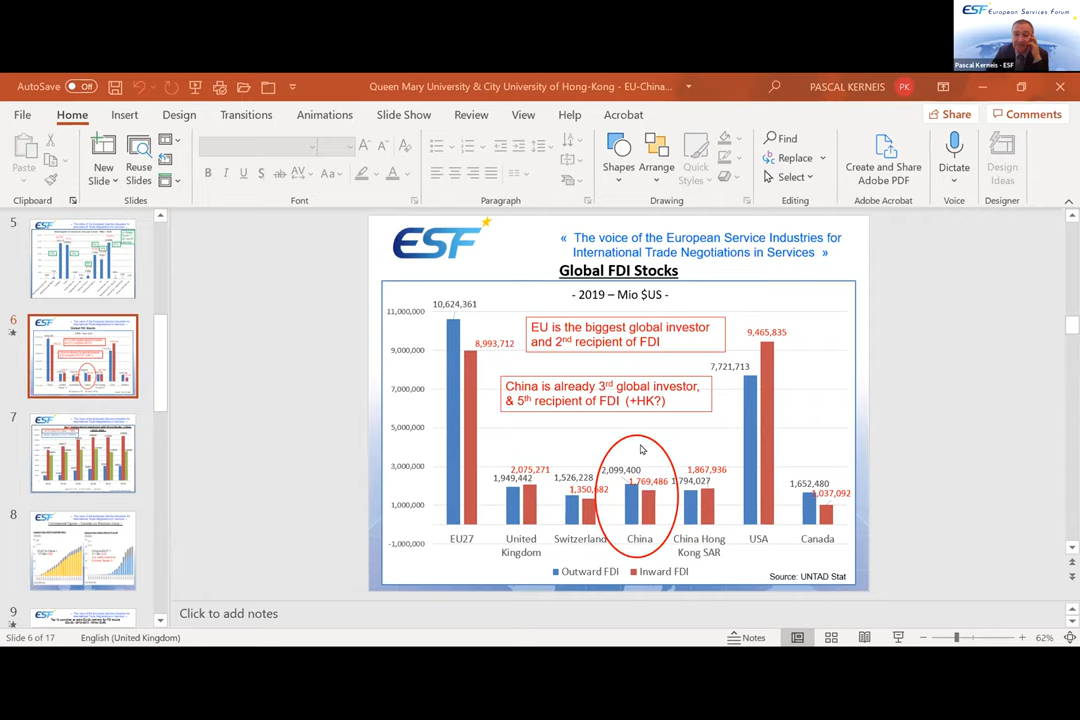 ESF European Services Forum
Pascal Kerneis - ESF
AutoSave Off
Queen Mary University & City University of Hong-Kong - EU-China...
PASCAL KERNEIS PK
File Home Insert Design Transitions Animations Slide Show Review View Help Acrobat Share Comments
Paste
New
Slide
Reuse
Slides
Shapes
Arrange
Quick
Styles
Find
Replace
Select
Create and Share
Adobe PDF
Dictate
Design
Ideas
Clipboard Slides Font Paragraph Drawing Editing Adobe Acrobat Voice Designer
5
6
7
8
9
ESF
« The voice of the European Service Industries for
International Trade Negotiations in Services »
Global FDI Stocks
- 2019 – Mio $US -
EU is the biggest global investor
and 2nd recipient of FDI
China is already 3rd global investor,
& 5th recipient of FDI (+HK?)
11,000,000
9,000,000
7,000,000
5,000,000
3,000,000
1,000,000
-1,000,000
10,624,361
8,993,712
1,949,442
2,075,271
1,526,228
1,350,682
2,099,400
1,769,486
1,794,027
1,867,936
7,721,713
9,465,835
1,652,480
1,037,092
EU27
United
Kingdom
Switzerland
China
China Hong
Kong SAR
USA
Canada
Outward FDI Inward FDI
Source: UNTAD Stat
Click to add notes
Slide 6 of 17 English (United Kingdom) Notes 62%